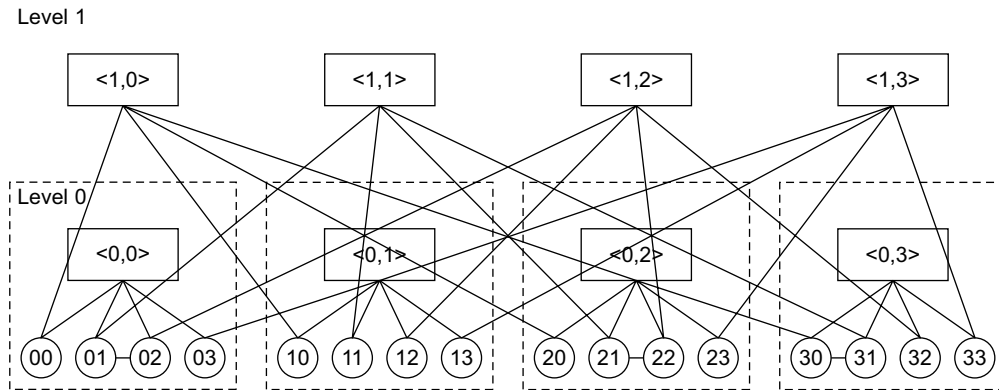 Level 1
<1,0> <1,1> <1,2> <1,3>
Level 0
<0,0> <0,1> <0,2> <0,3>
00 01 02 03 10 11 12 13 20 21 22 23 30 31 32 33